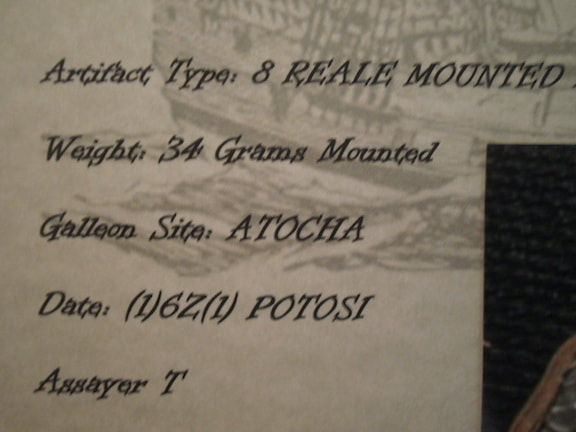 Artifact Type: 8 REALE MOUNTED
Weight: 34 Grams Mounted
Galleon Site: ATOCHA
Date: (1)6Z(1) POTOSI
Assayer T